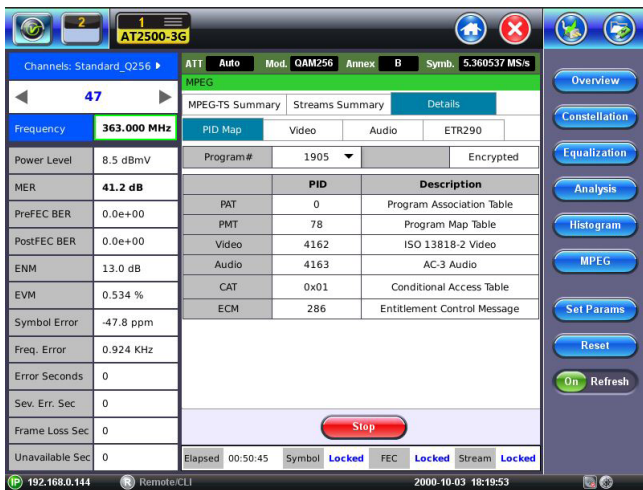 2
1
AT2500-3G
Channels: Standard_Q256
47
Frequency 363.000 MHz
Power Level 8.5 dBmV
MER 41.2 dB
PreFEC BER 0.0e+00
PostFEC BER 0.0e+00
ENM 13.0 dB
EVM 0.534 %
Symbol Error -47.8 ppm
Freq. Error 0.924 KHz
Error Seconds 0
Sev. Err. Sec 0
Frame Loss Sec 0
Unavailable Sec 0
ATT Auto Mod. QAM256 Annex B Symb. 5.360537 MS/s
MPEG
MPEG-TS Summary Streams Summary Details
PID Map Video Audio ETR290
Program# 1905 Encrypted
PID Description
PAT 0 Program Association Table
PMT 78 Program Map Table
Video 4162 ISO 13818-2 Video
Audio 4163 AC-3 Audio
CAT 0x01 Conditional Access Table
ECM 286 Entitlement Control Message
Stop
Elapsed 00:50:45 Symbol Locked FEC Locked Stream Locked
Overview
Constellation
Equalization
Analysis
Histogram
MPEG
Set Params
Reset
On Refresh
IP 192.168.0.144 R Remote/CLI 2000-10-03 18:19:53